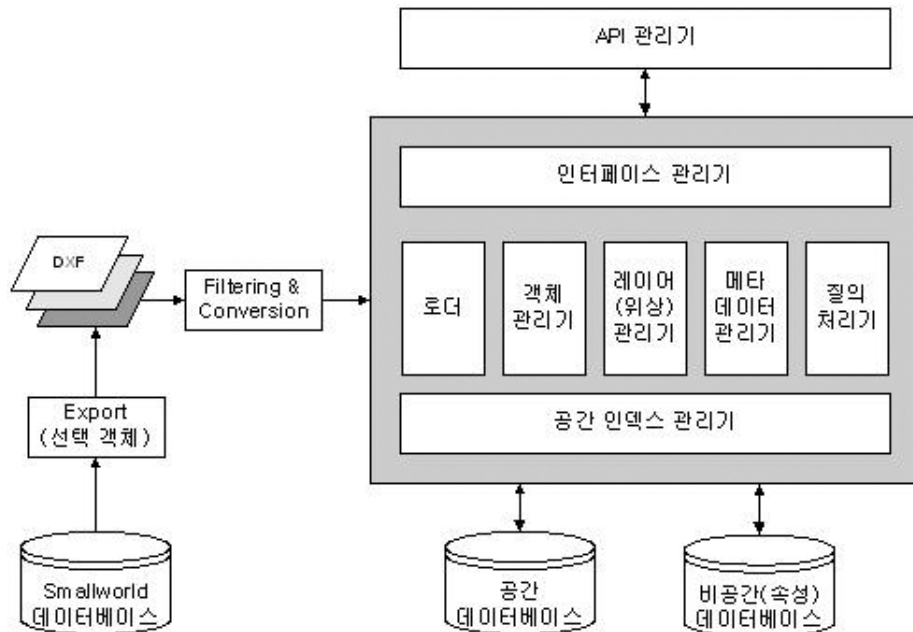 API 관리기
인터페이스 관리기
DXF
Filtering &
Conversion
로더
객체
관리기
레이어
(위상)
관리기
메타
데이터
관리기
질의
처리기
Export
(선택 객체)
공간 인덱스 관리기
Smallworld
데이터베이스
공간
데이터베이스
비공간(속성)
데이터베이스